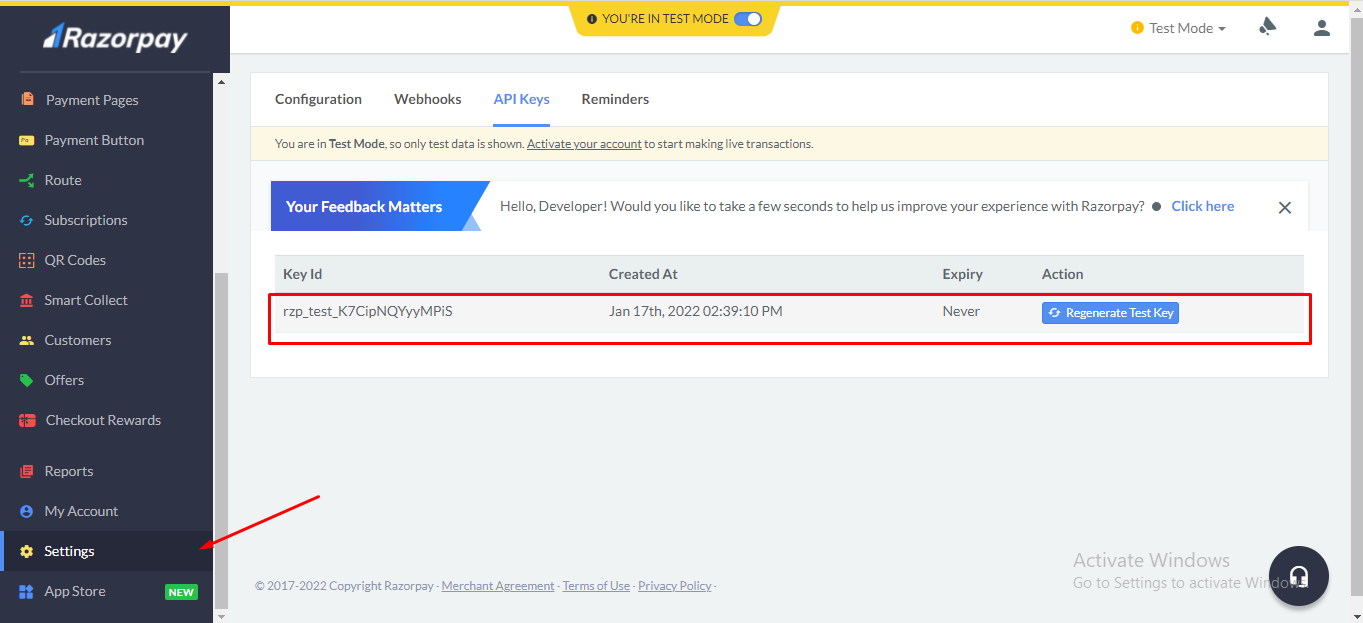 YOU'RE IN TEST MODE
Razorpay
Test Mode
Payment Pages
Payment Button
Route
Subscriptions
QR Codes
Smart Collect
Customers
Offers
Checkout Rewards
Reports
My Account
Settings
App Store NEW
Configuration Webhooks API Keys Reminders
You are in Test Mode, so only test data is shown. Activate your account to start making live transactions.
Your Feedback Matters Hello, Developer! Would you like to take a few seconds to help us improve your experience with Razorpay? Click here
Key Id Created At Expiry Action
rzp_test_K7CipNQYyyMPiS Jan 17th, 2022 02:39:10 PM Never Regenerate Test Key
Activate Windows
Go to Settings to activate Windows.
© 2017-2022 Copyright Razorpay · Merchant Agreement · Terms of Use · Privacy Policy ·